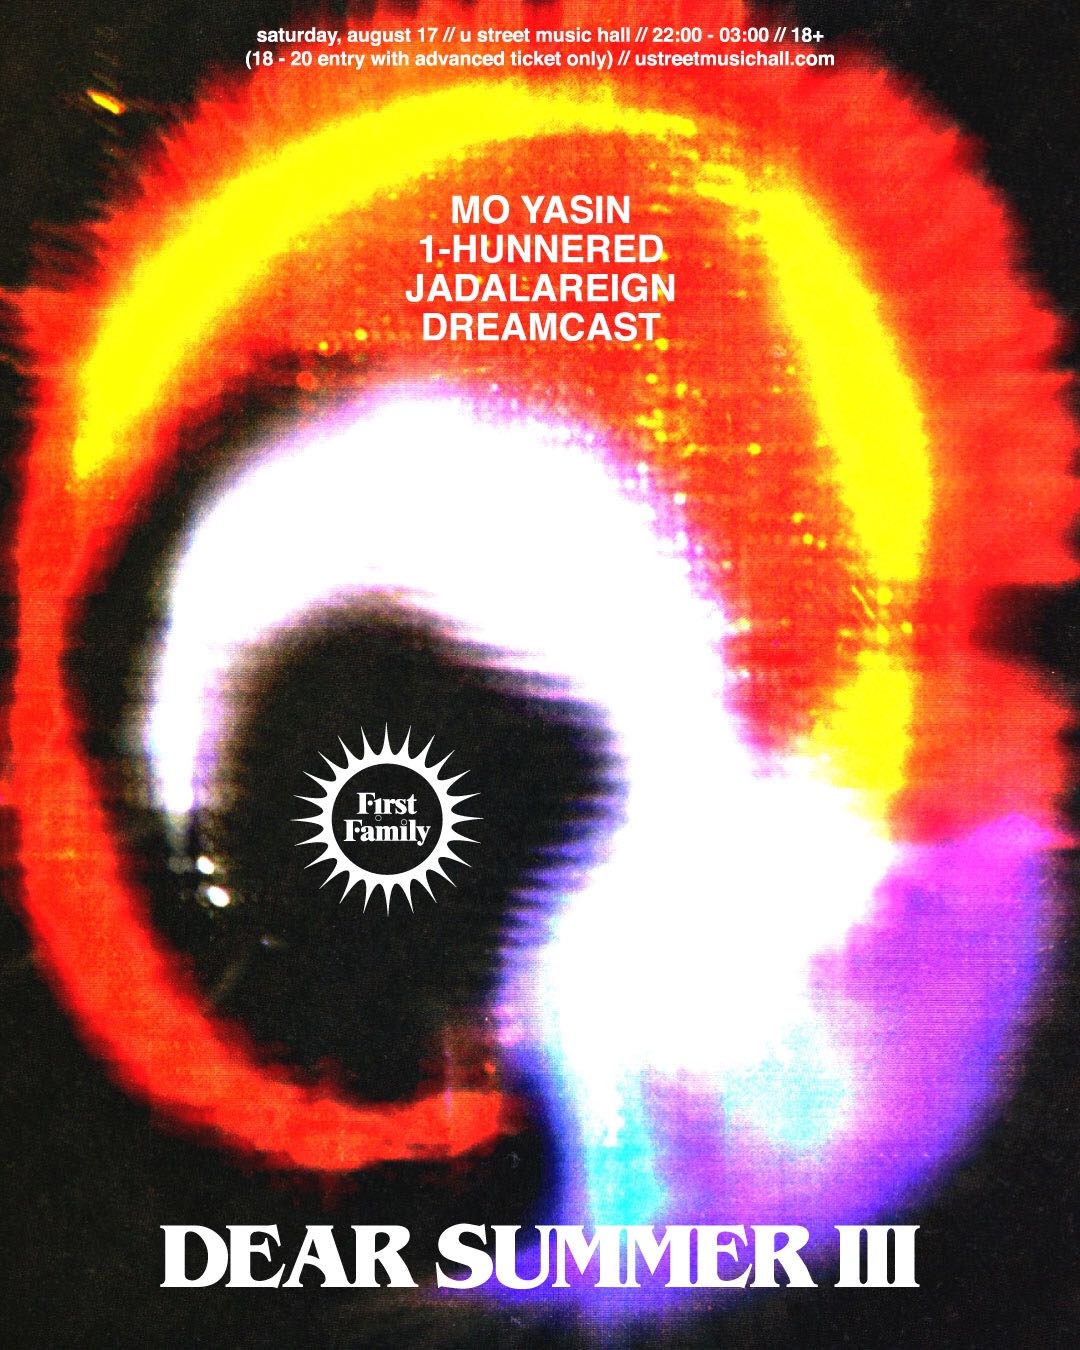 saturday, august 17 // u street music hall // 22:00 - 03:00 // 18+
(18 - 20 entry with advanced ticket only) // ustreetmusichall.com
MO YASIN
1-HUNNERED
JADALAREIGN
DREAMCAST
First
Family
DEAR SUMMER III